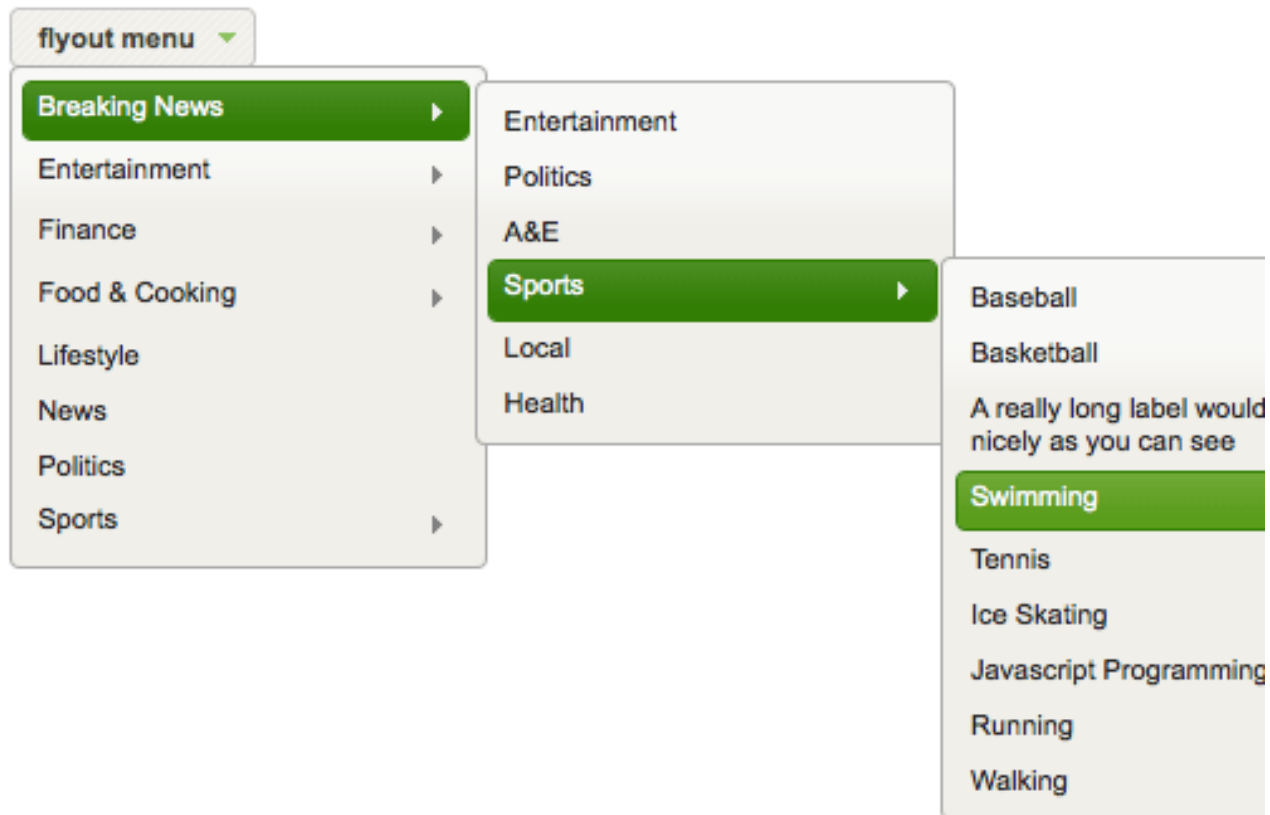 flyout menu
Breaking News
Entertainment
Finance
Food & Cooking
Lifestyle
News
Politics
Sports
Entertainment
Politics
A&E
Sports
Local
Health
Baseball
Basketball
A really long label would
nicely as you can see
Swimming
Tennis
Ice Skating
Javascript Programming
Running
Walking